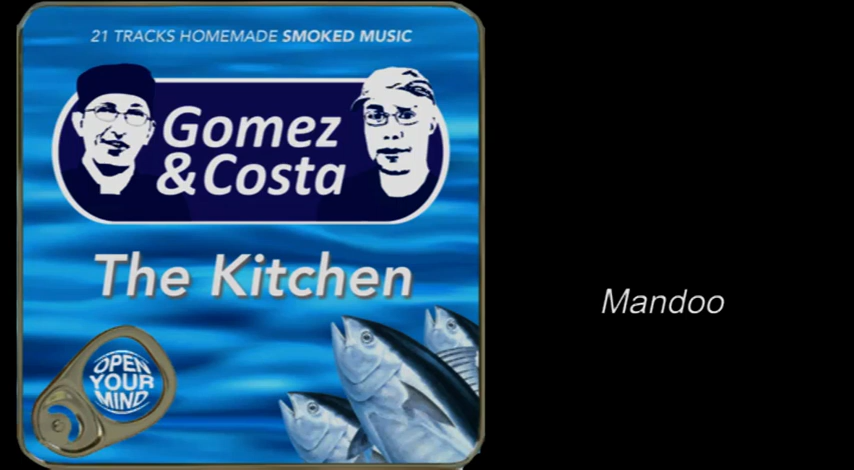 21 TRACKS HOMEMADE SMOKED MUSIC
Gomez
&Costa
The Kitchen
OPEN
YOUR
MIND
Mandoo